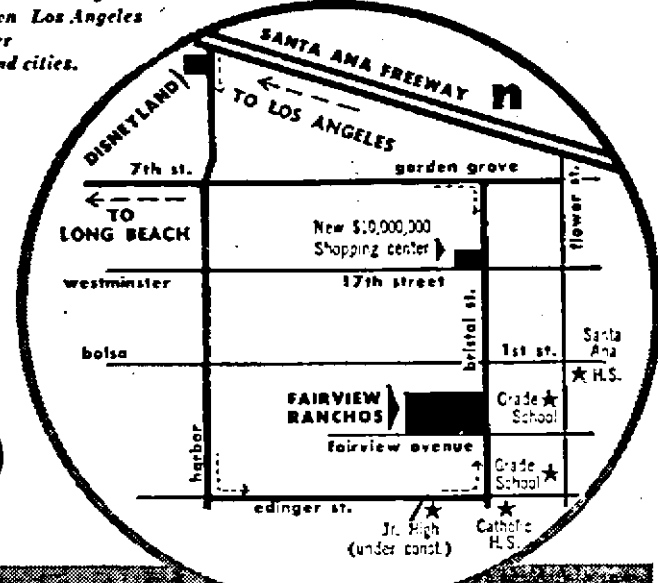 en Los Angeles
er
nd cities.
SANTA ANA FREEWAY
n
TO LOS ANGELES
DISNEYLAND
7th st.
garden grove
flower st.
TO
LONG BEACH
New $10,000,000
Shopping center
westminster
17th street
bristal st.
bolsa
1st st.
Santa
Ana
H.S.
FAIRVIEW
RANCHOS
Grade
School
fairview avenue
harbor
Grade
School
edinger st.
Jr. High
(under const.)
Catholic
H.S.